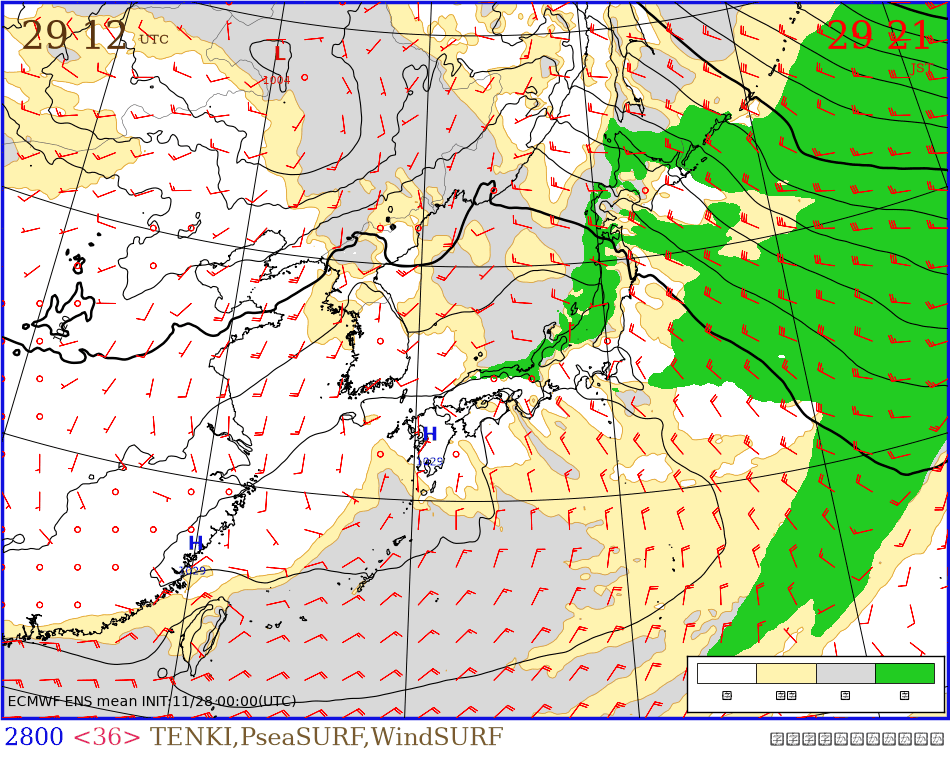 29 12 UTC
29 21
JST
L
1004
H
1029
H
1029
ECMWF ENS mean INIT:11/28 00:00(UTC)
2800 <36> TENKI,PseaSURF,WindSURF